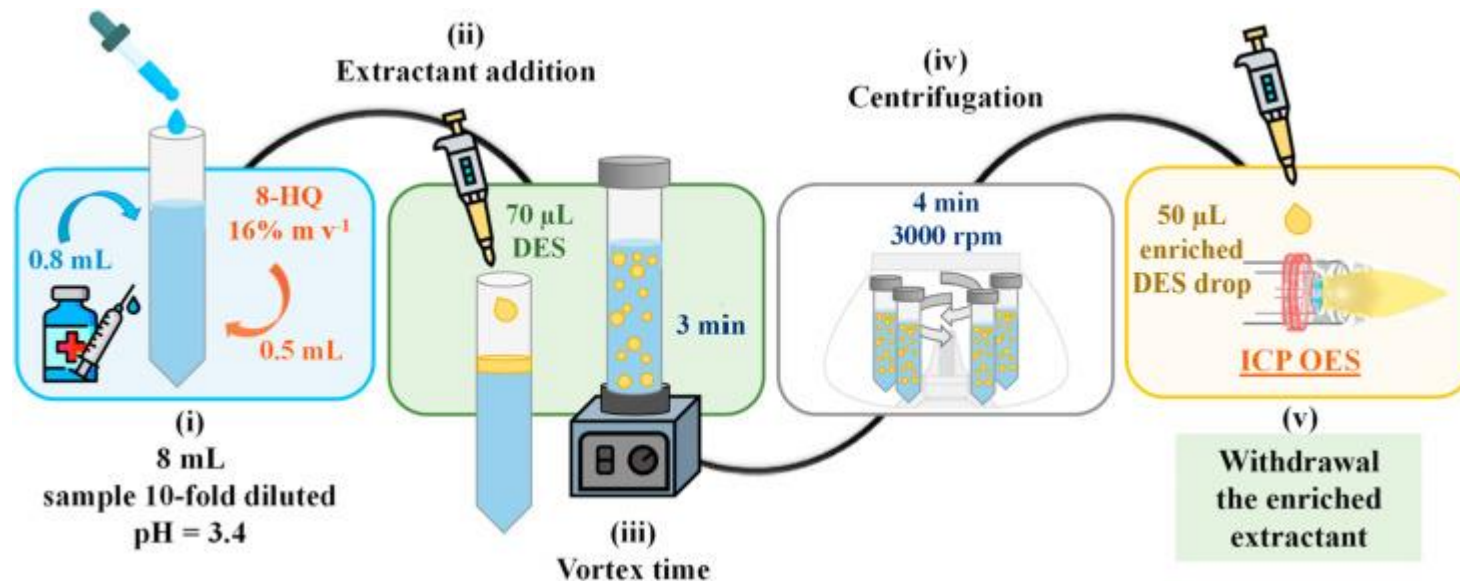 (i)
8 mL
sample 10-fold diluted
pH = 3.4
0.8 mL
8-HQ
16% m v⁻¹
0.5 mL
(ii)
Extractant addition
70 µL
DES
3 min
(iii)
Vortex time
(iv)
Centrifugation
4 min
3000 rpm
50 µL
enriched
DES drop
ICP OES
(v)
Withdrawal
the enriched
extractant